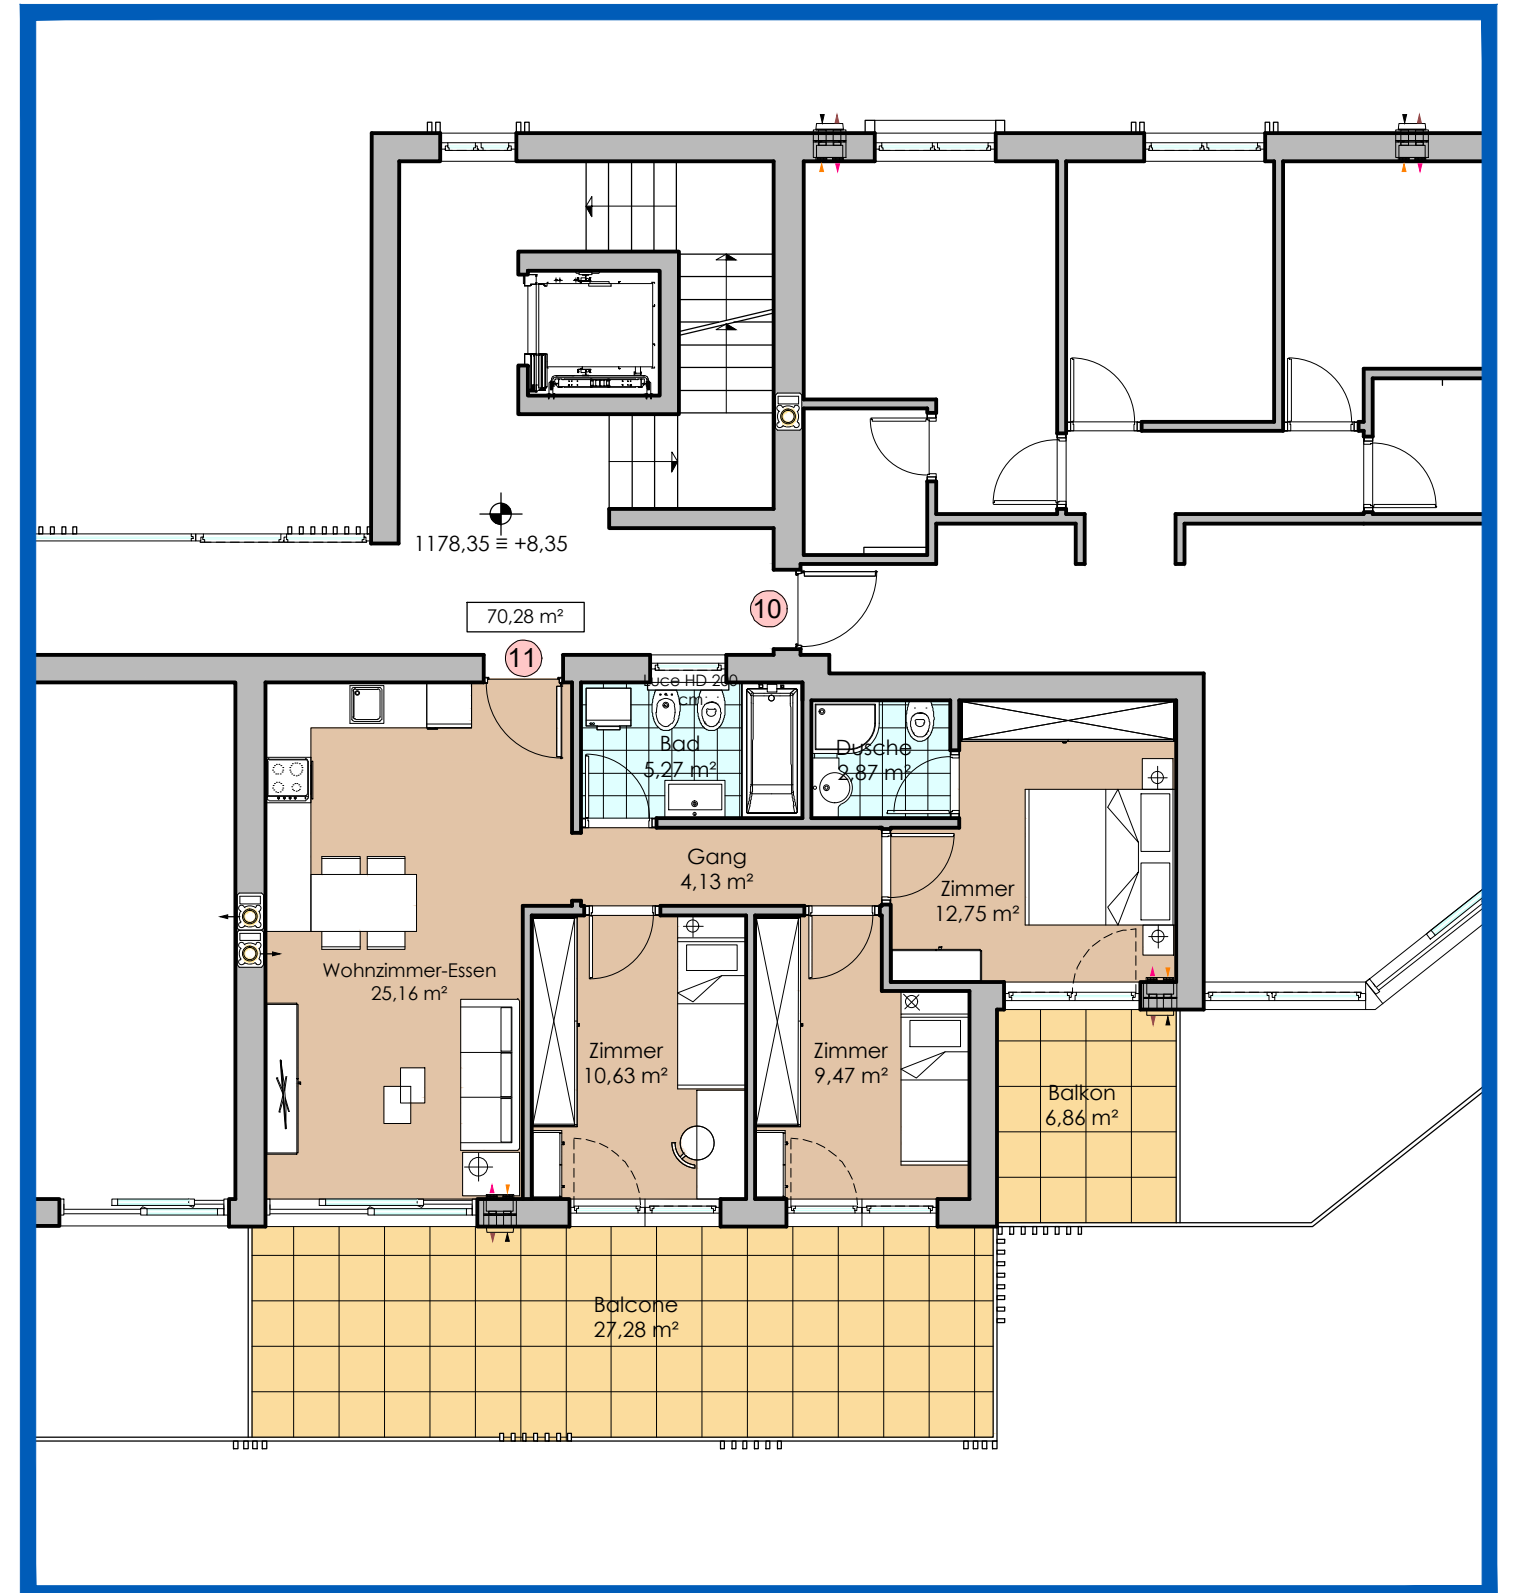 1178,35 ≡ +8,35
70,28 m²
10
11
Luce HD 200
cm
Bad
5,27 m²
Dusche
2,87 m²
Gang
4,13 m²
Zimmer
12,75 m²
Wohnzimmer-Essen
25,16 m²
Zimmer
10,63 m²
Zimmer
9,47 m²
Balkon
6,86 m²
Balcone
27,28 m²